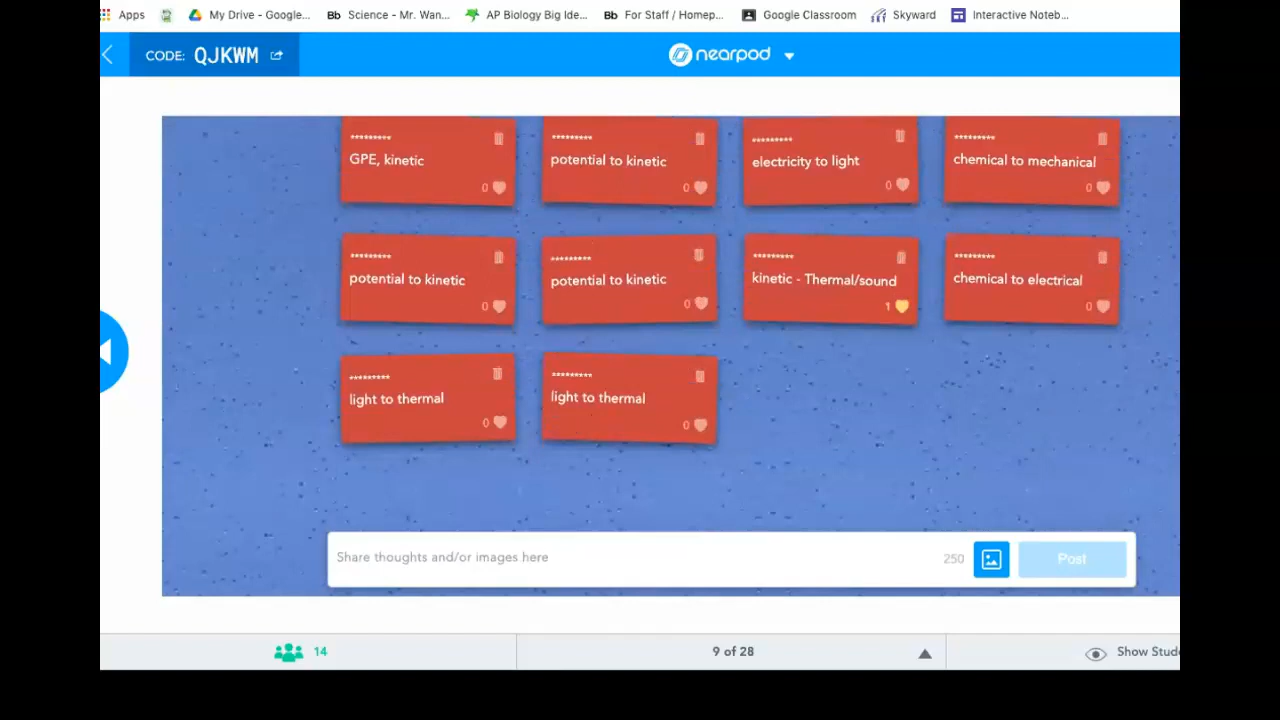 Apps My Drive - Google... Bb Science - Mr. Wan... AP Biology Big Ide... Bb For Staff / Homep... Google Classroom Skyward Interactive Noteb...
CODE: QJKWM nearpod
********* ********* ********* *********
GPE, kinetic potential to kinetic electricity to light chemical to mechanical
0 0 0 0
********* ********* ********* *********
potential to kinetic potential to kinetic kinetic - Thermal/sound chemical to electrical
0 0 1 0
********* *********
light to thermal light to thermal
0 0
Share thoughts and/or images here 250 Post
14 9 of 28 Show Stude